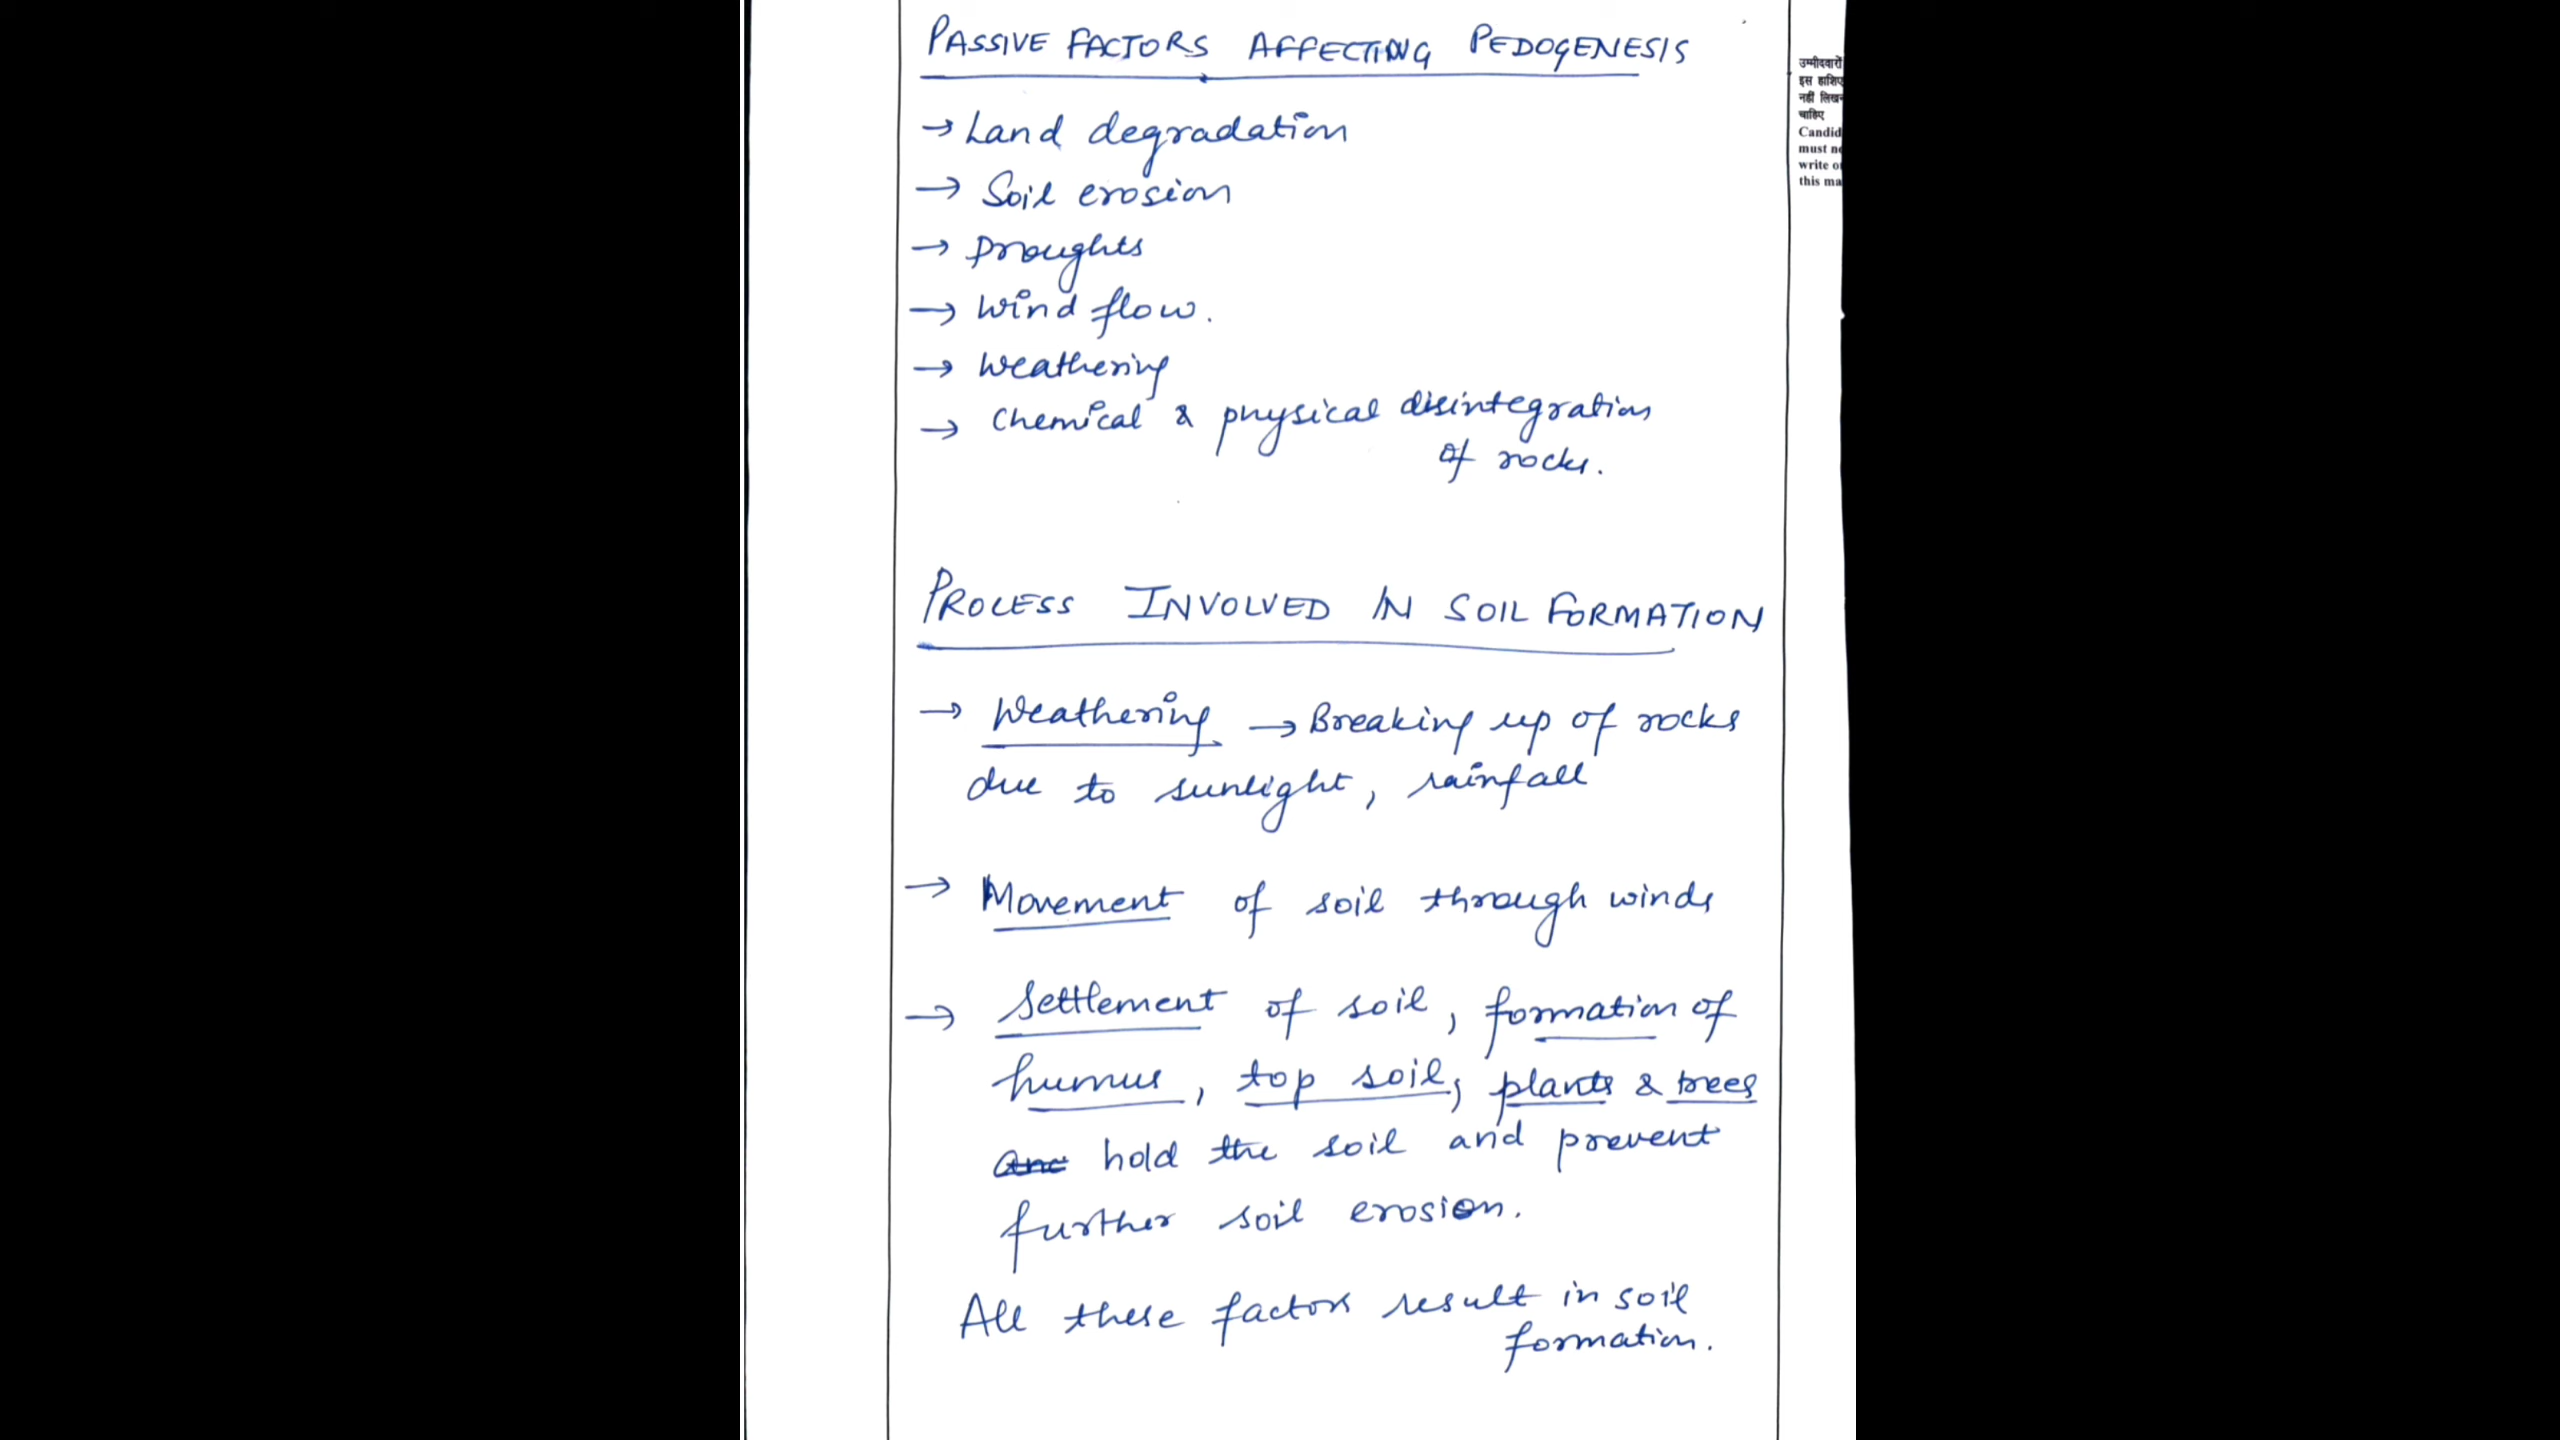 PASSIVE FACTORS AFFECTING PEDOGENESIS
→ Land degradation
→ Soil erosion
→ Droughts
→ Wind flow.
→ Weathering
→ Chemical & physical disintegration
of rocks.
PROCESS INVOLVED IN SOIL FORMATION
→ Weathering → Breaking up of rocks
due to sunlight, rainfall
→ Movement of soil through winds
→ Settlement of soil, formation of
humus, top soil, plants & trees
hold the soil and prevent
further soil erosion.
All these factors result in soil
formation.
उम्मीदवारों
इस
नहीं
चाहिए
must
write
this